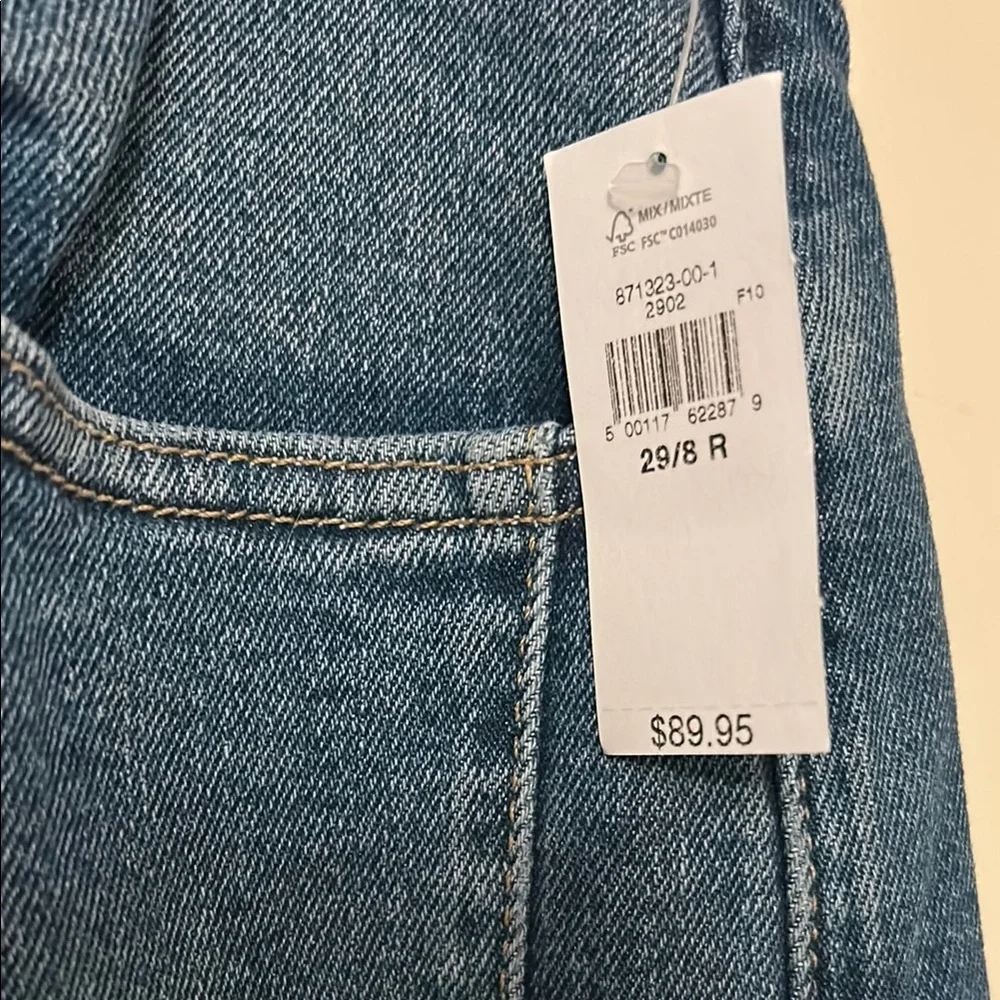 MIX/MIXTE
FSC FSC™ C014030
871323-00-1
2902 F10
5 00117 62287 9
29/8 R
$89.95